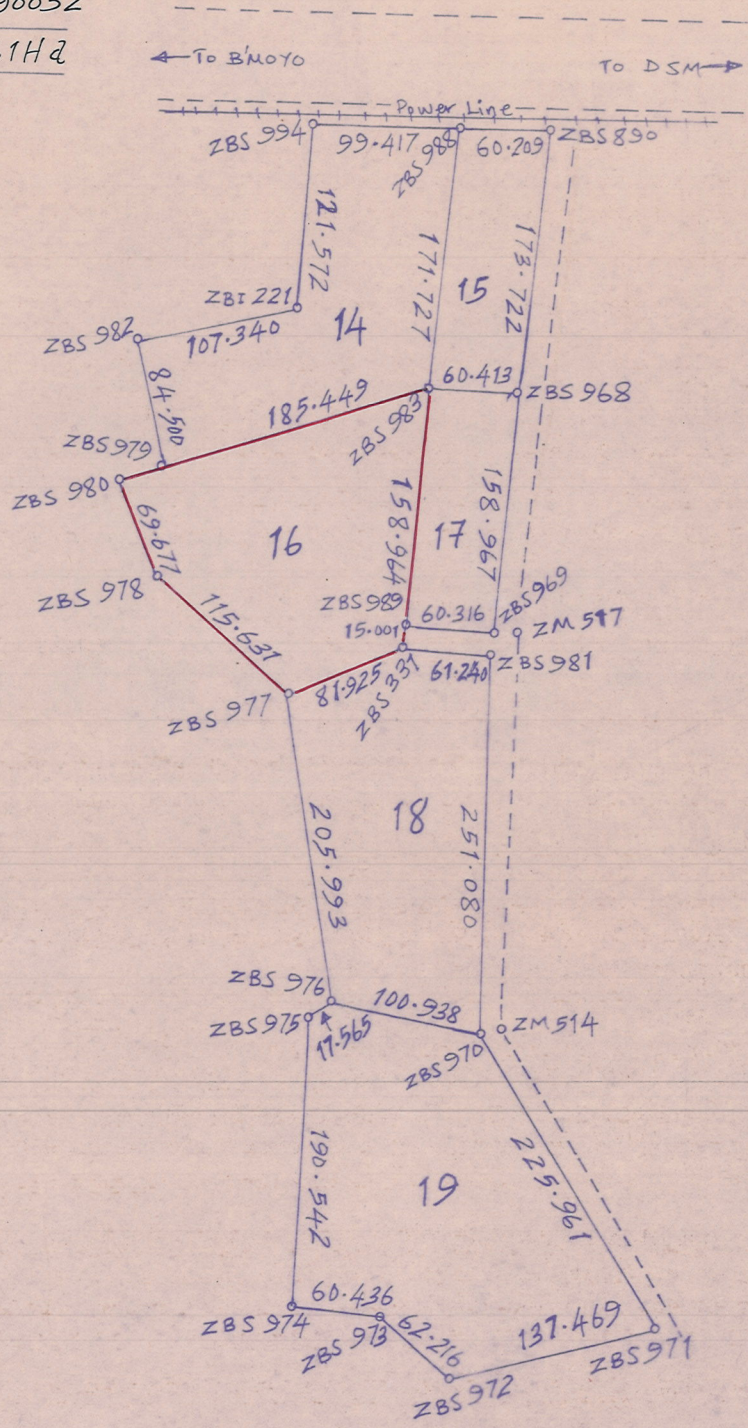 1Ha
TO B'MOYO
TO DSM
Power Line
ZBS 994
99.417
ZBS 988
60.209
ZBS 890
121.572
171.727
173.722
15
ZBI 221
14
ZBS 982
107.340
84.500
185.449
60.413
ZBS 968
ZBS 983
ZBS 979
ZBS 980
69.677
16
158.964
17
158.967
ZBS 978
115.631
ZBS 989
60.316
ZBS 969
15.001
ZM 517
ZBS 331
61.240
ZBS 981
81.925
ZBS 977
18
205.993
251.080
ZBS 976
100.938
ZBS 975
17.565
ZM 514
ZBS 970
190.542
225.961
19
60.436
ZBS 974
ZBS 973
62.216
137.469
ZBS 971
ZBS 972